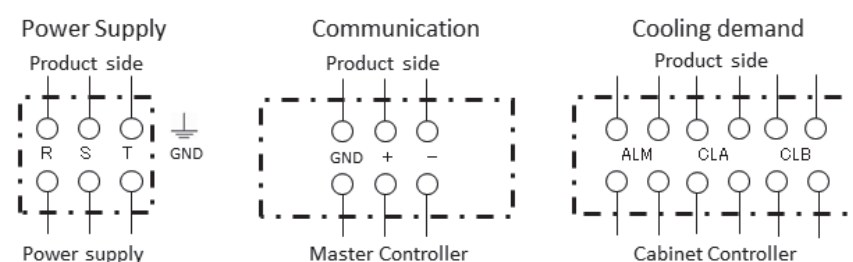 Power Supply
Product side
R S T
GND
Power supply
Communication
Product side
GND + −
Master Controller
Cooling demand
Product side
ALM CLA CLB
Cabinet Controller